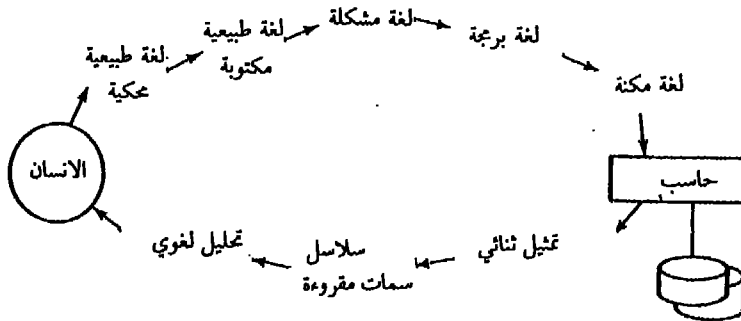 لغة طبيعية
محكية
لغة طبيعية
مكتوبة
لغة مشكلة
لغة برمجة
لغة مكنة
حاسب
تمثيل ثنائي
سلاسل
سمات مقروءة
تحليل لغوي
الانسان